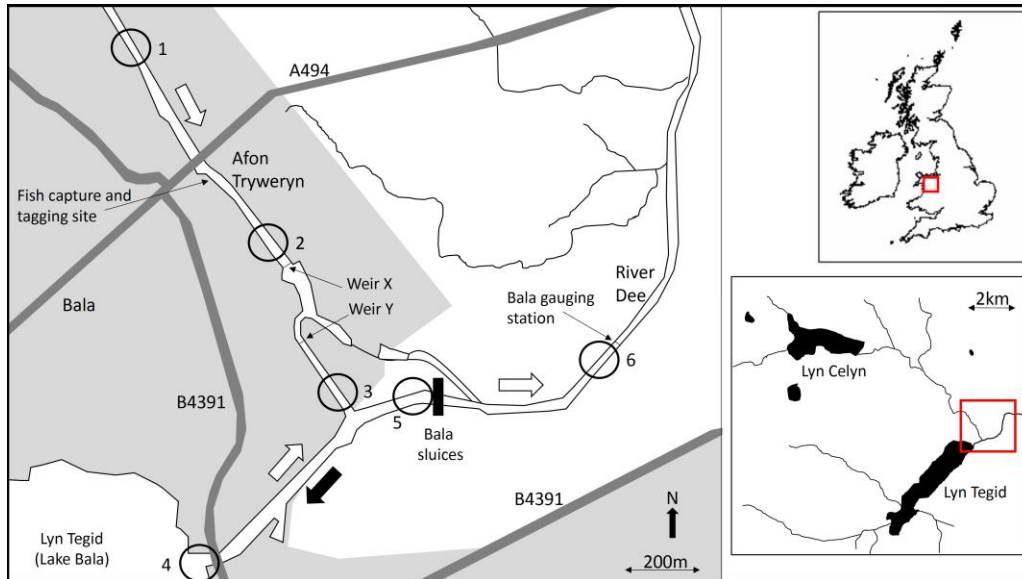 1
A494
Afon
Tryweryn
Fish capture and
tagging site
2
Weir X
Bala
Weir Y
River
Dee
Bala gauging
station
6
B4391
3
5
Bala
sluices
B4391
N
Lyn Tegid
(Lake Bala)
4
200m
2km
Lyn Celyn
Lyn Tegid